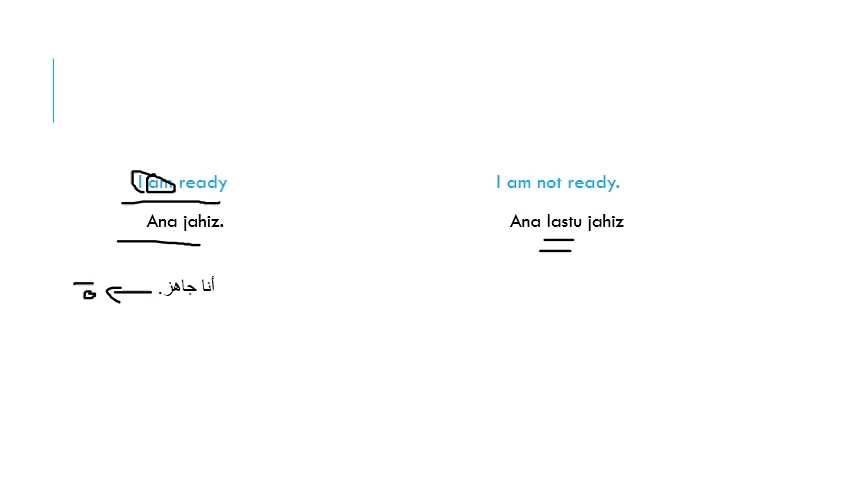 I am ready
Ana jahiz.
أنا جاهز.
I am not ready.
Ana lastu jahiz